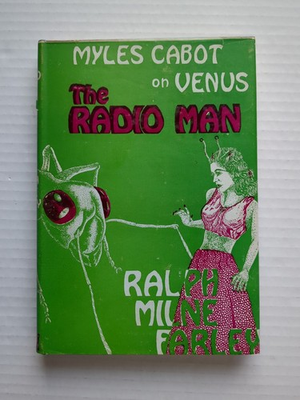 MYLES CABOT
on VENUS
The
RADIO MAN
RALPH
MILNE
FARLEY